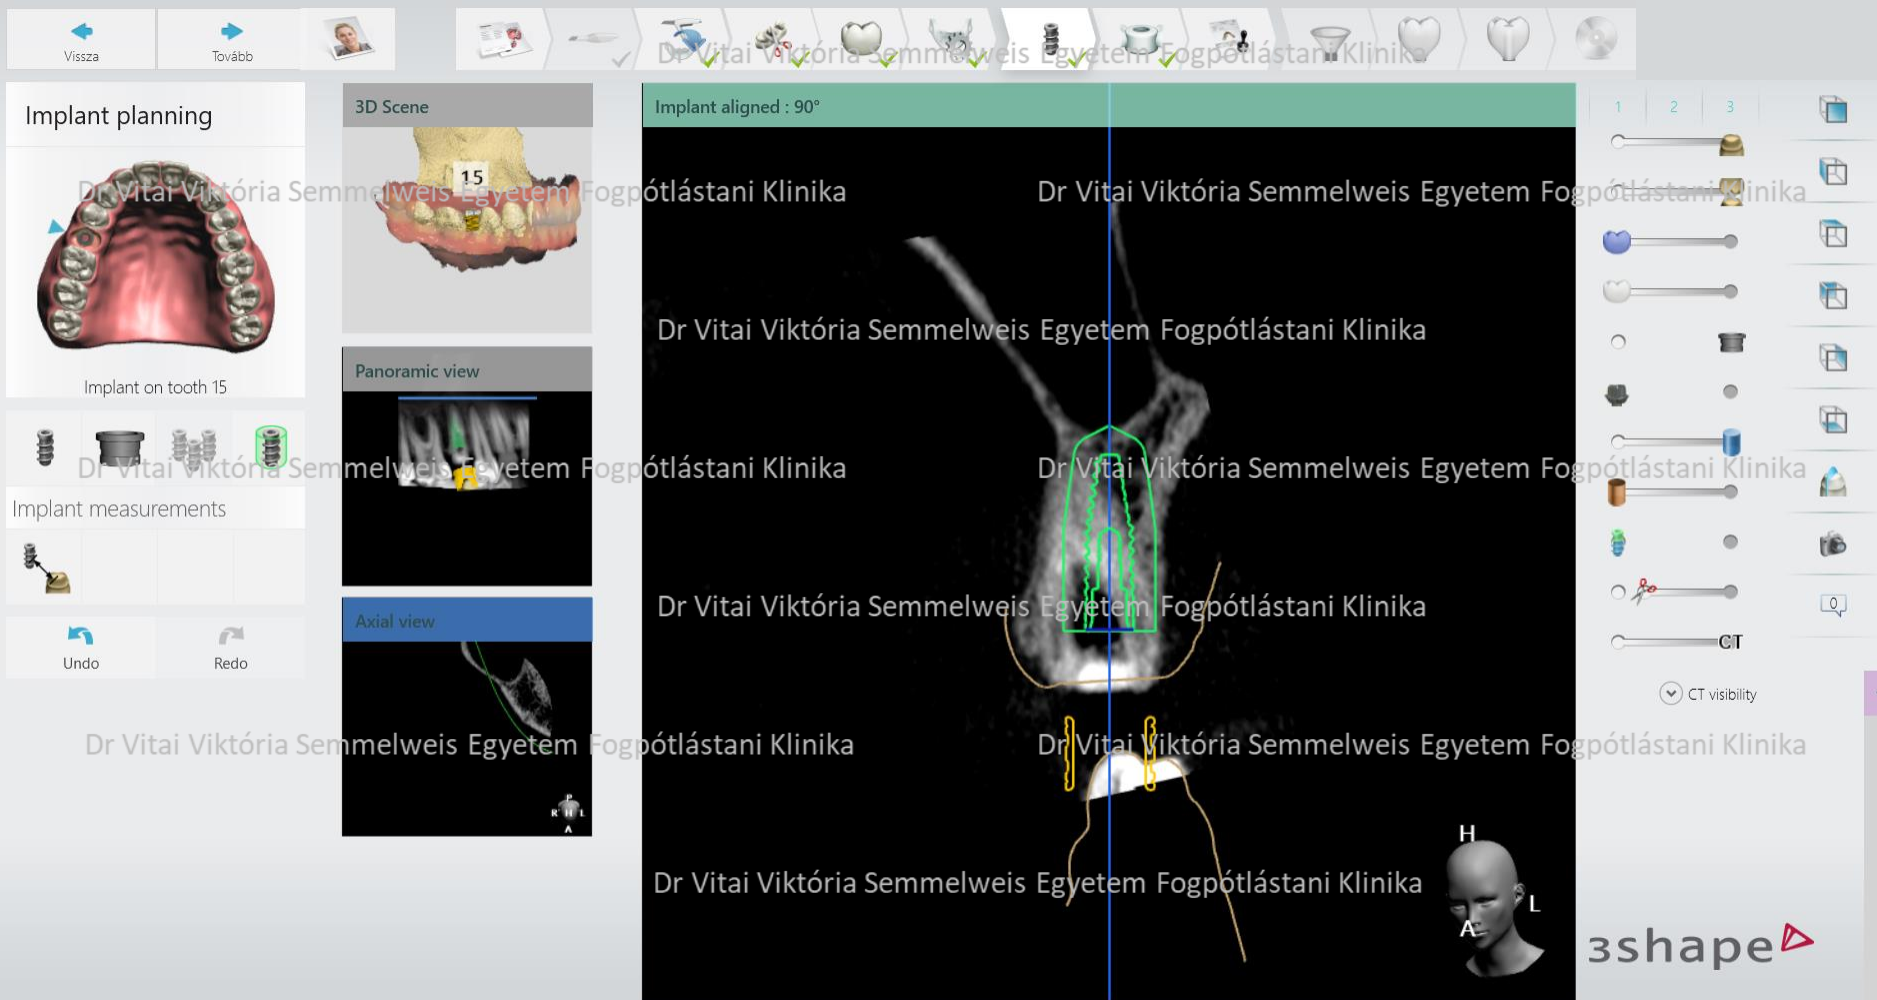 Vissza
Tovább
Dr Vitai Viktória Semmelweis Egyetem Fogpótlástani Klinika
Implant planning
3D Scene
Implant aligned : 90°
1 2 3
15
Dr Vitai Viktória Semmelweis Egyetem Fogpótlástani Klinika
Dr Vitai Viktória Semmelweis Egyetem Fogpótlástani Klinika
Dr Vitai Viktória Semmelweis Egyetem Fogpótlástani Klinika
Implant on tooth 15
Panoramic view
Dr Vitai Viktória Semmelweis Egyetem Fogpótlástani Klinika
Dr Vitai Viktória Semmelweis Egyetem Fogpótlástani Klinika
Implant measurements
Dr Vitai Viktória Semmelweis Egyetem Fogpótlástani Klinika
0
Axial view
Undo
Redo
CT
CT visibility
Dr Vitai Viktória Semmelweis Egyetem Fogpótlástani Klinika
Dr Vitai Viktória Semmelweis Egyetem Fogpótlástani Klinika
P
R H L
A
Dr Vitai Viktória Semmelweis Egyetem Fogpótlástani Klinika
H
L
A
3shape